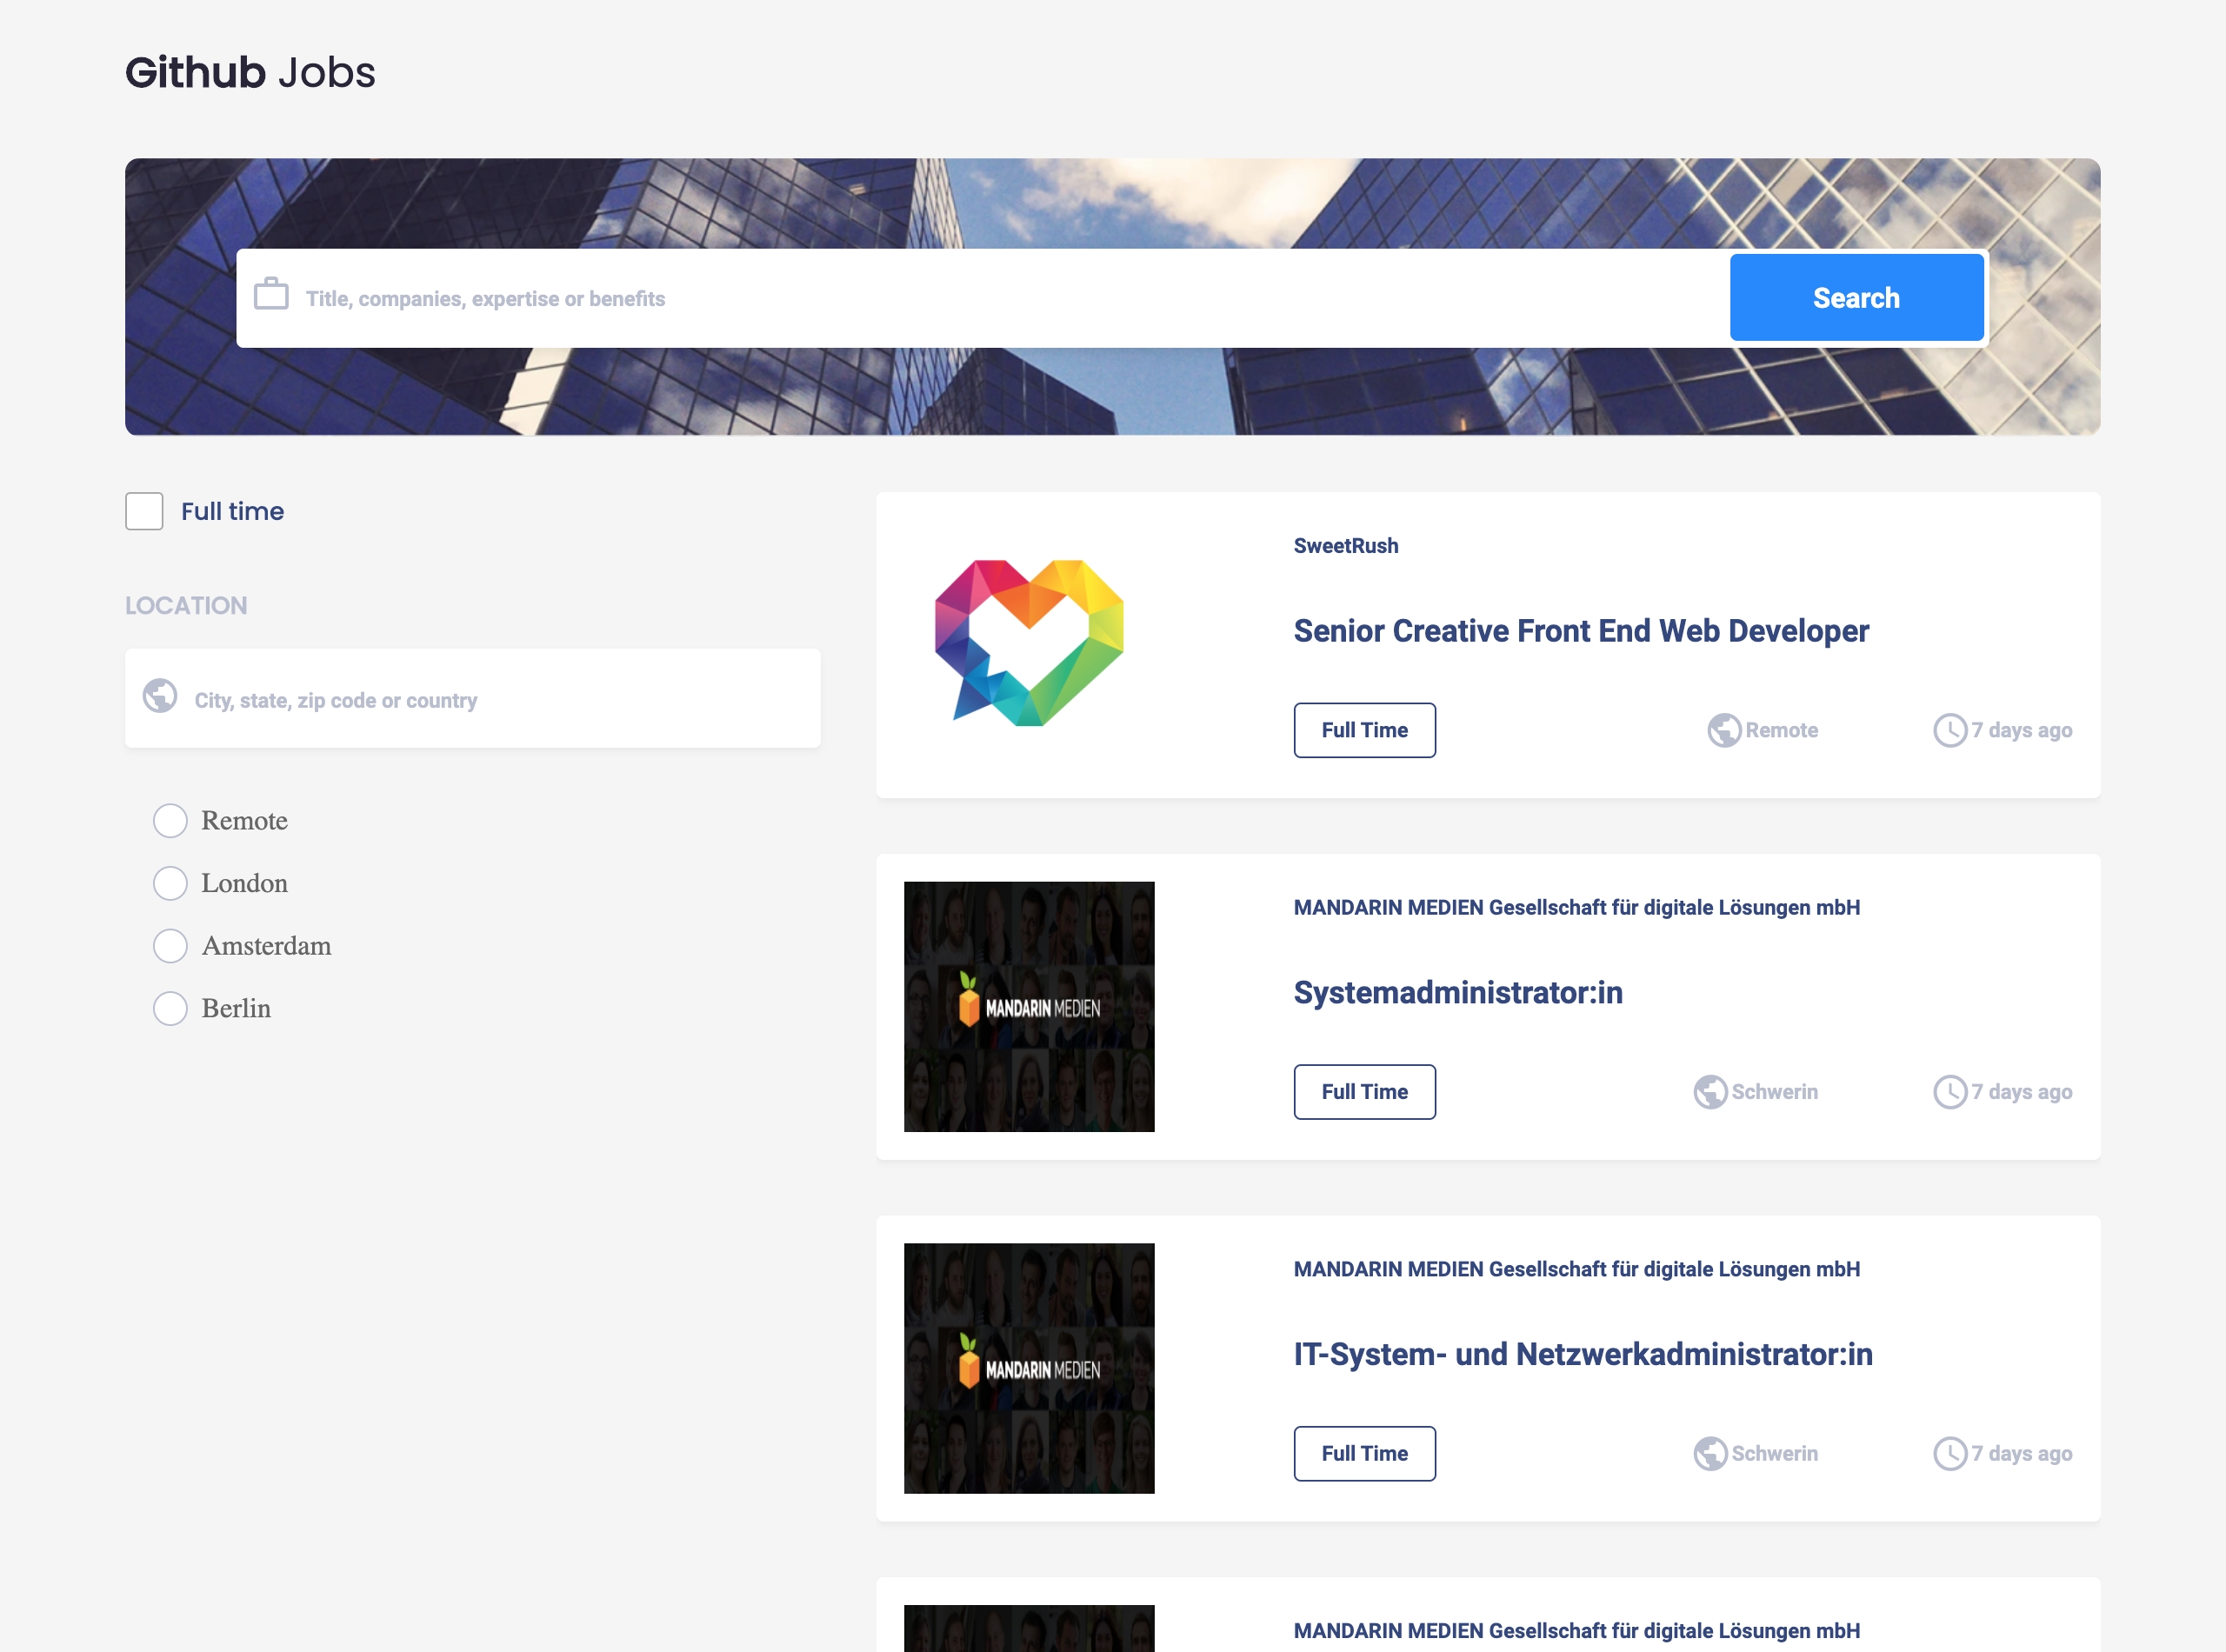 Github Jobs
Title, companies, expertise or benefits
Search
Full time
LOCATION
City, state, zip code or country
Remote
London
Amsterdam
Berlin
SweetRush
Senior Creative Front End Web Developer
Full Time
Remote
7 days ago
MANDARIN MEDIEN
MANDARIN MEDIEN Gesellschaft für digitale Lösungen mbH
Systemadministrator:in
Full Time
Schwerin
7 days ago
MANDARIN MEDIEN
MANDARIN MEDIEN Gesellschaft für digitale Lösungen mbH
IT-System- und Netzwerkadministrator:in
Full Time
Schwerin
7 days ago
MANDARIN MEDIEN Gesellschaft für digitale Lösungen mbH